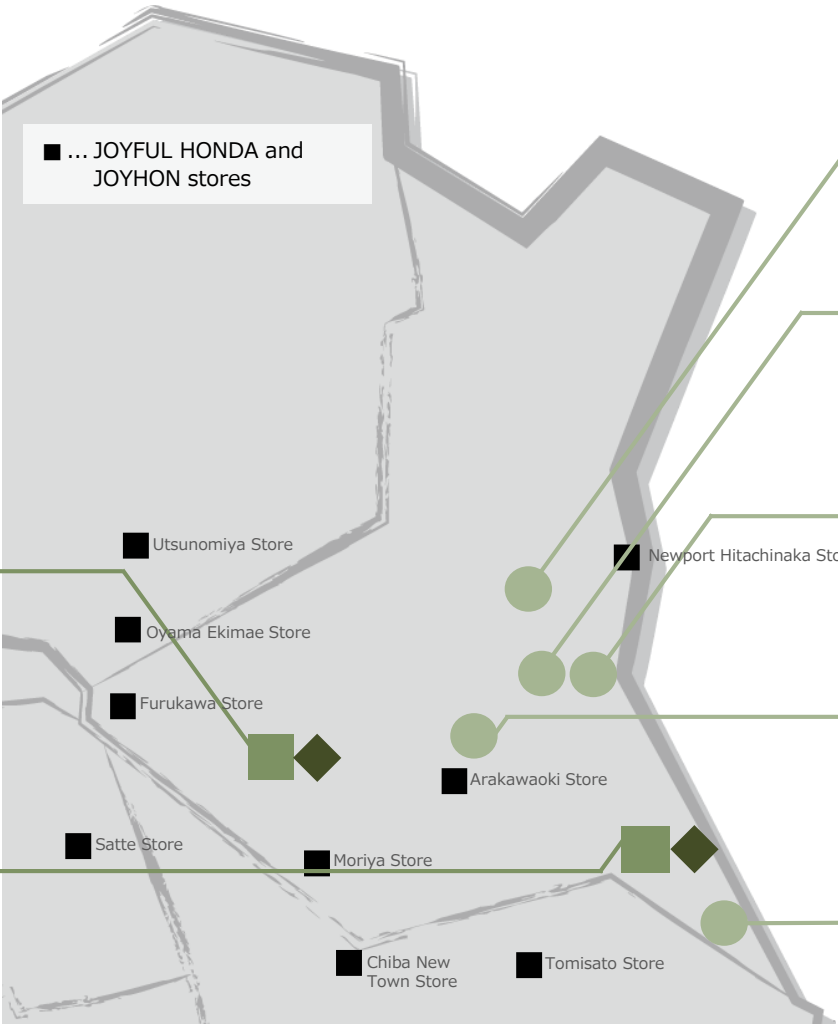 ■ ... JOYFUL HONDA and
JOYHON stores
Utsunomiya Store
Newport Hitachinaka Sto
Oyama Ekimae Store
Furukawa Store
Arakawaoki Store
Satte Store
Moriya Store
Chiba New
Town Store
Tomisato Store